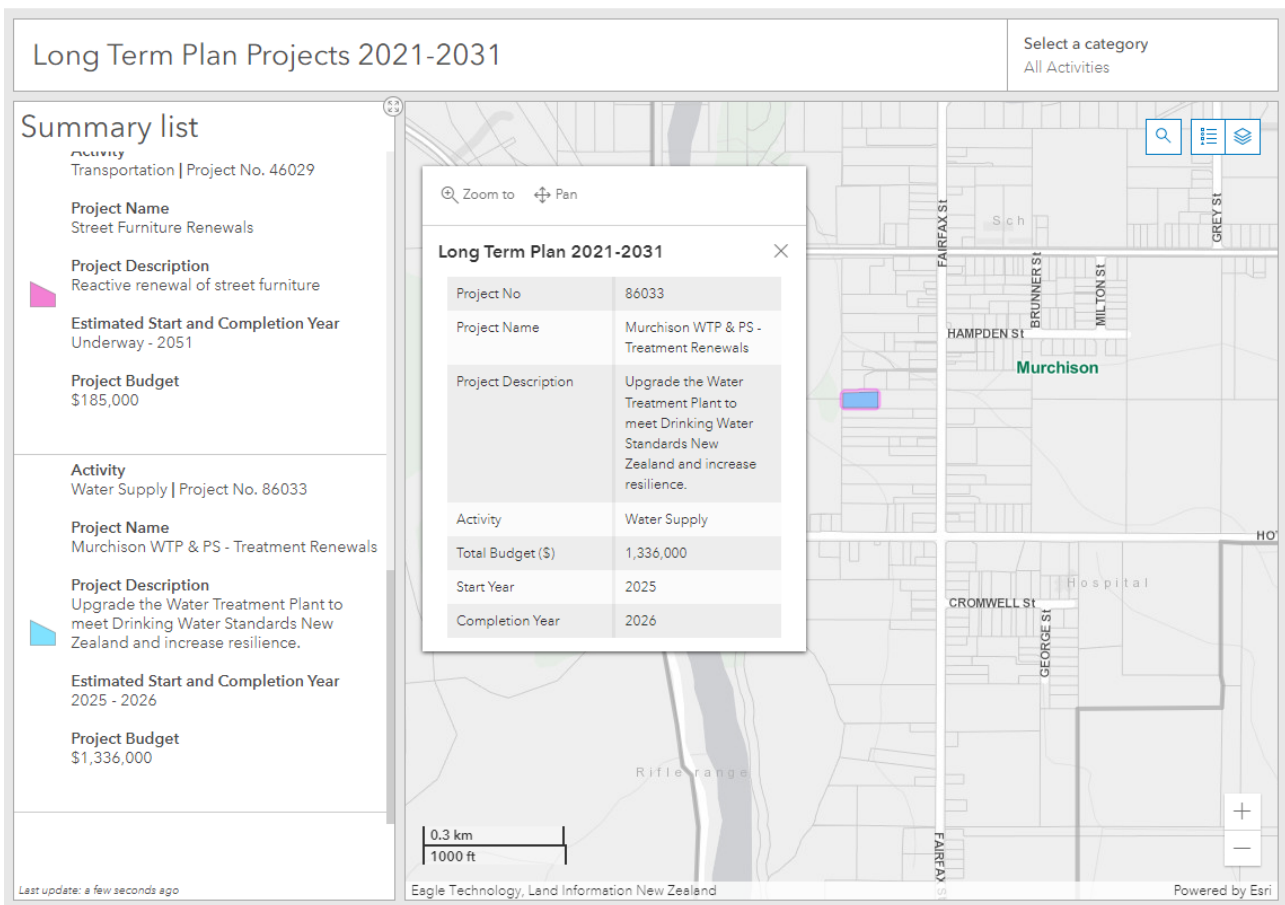 Long Term Plan Projects 2021-2031
Select a category
All Activities
Summary list
Activity
Transportation | Project No. 46029
Project Name
Street Furniture Renewals
Project Description
Reactive renewal of street furniture
Estimated Start and Completion Year
Underway - 2051
Project Budget
$185,000
Activity
Water Supply | Project No. 86033
Project Name
Murchison WTP & PS - Treatment Renewals
Project Description
Upgrade the Water Treatment Plant to
meet Drinking Water Standards New
Zealand and increase resilience.
Estimated Start and Completion Year
2025 - 2026
Project Budget
$1,336,000
Last update: a few seconds ago
Zoom to
Pan
Long Term Plan 2021-2031
Project No 86033
Project Name Murchison WTP & PS -
Treatment Renewals
Project Description Upgrade the Water
Treatment Plant to
meet Drinking Water
Standards New
Zealand and increase
resilience.
Activity Water Supply
Total Budget ($) 1,336,000
Start Year 2025
Completion Year 2026
FAIRFAX St
Sch
GREY St
BRUNNER St
MILTON St
HAMPDEN St
Murchison
HO
Hospital
CROMWELL St
GEORGE St
Rifle range
FAIRFAX S
0.3 km
1000 ft
Eagle Technology, Land Information New Zealand
Powered by Esri